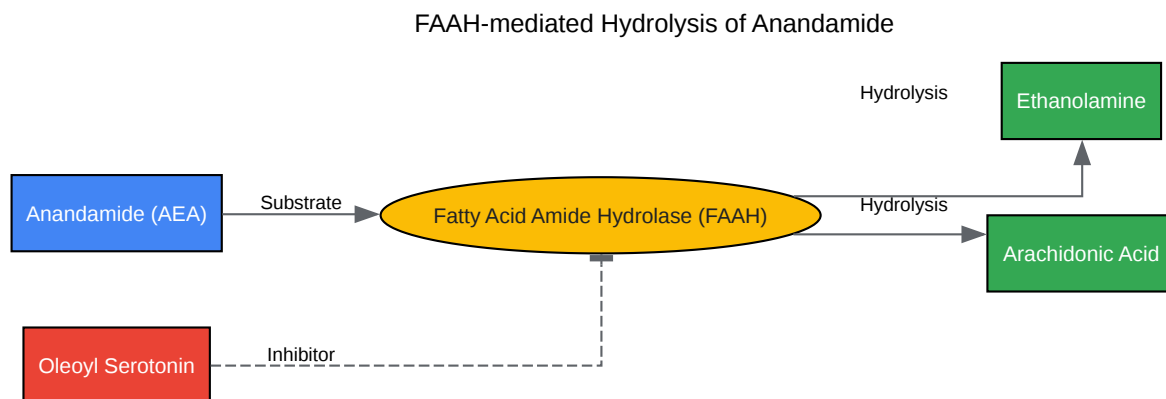 FAAH-mediated Hydrolysis of Anandamide
Hydrolysis
Ethanolamine
Anandamide (AEA)
Substrate
Fatty Acid Amide Hydrolase (FAAH)
Hydrolysis
Arachidonic Acid
Oleoyl Serotonin
Inhibitor